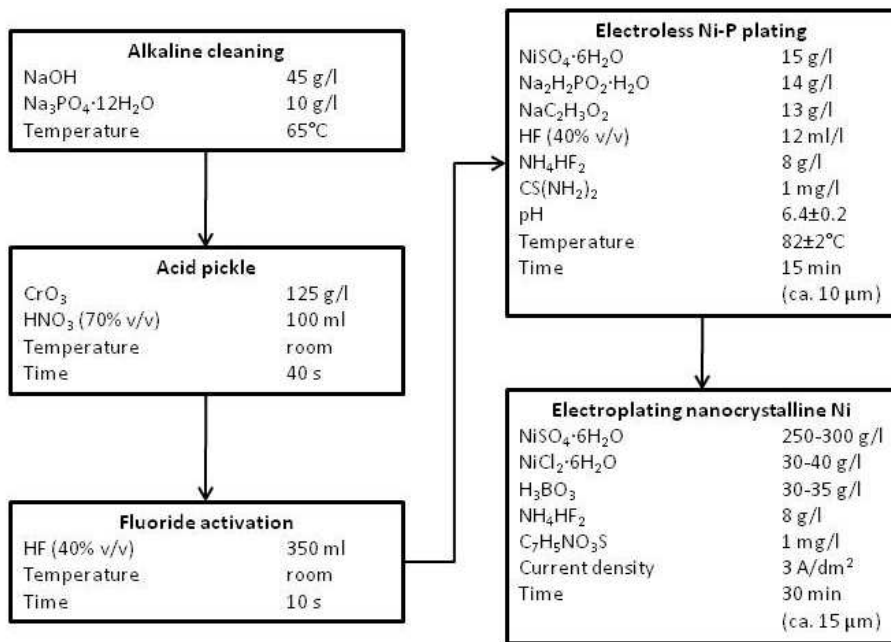 Alkaline cleaning
NaOH 45 g/l
Na₃PO₄·12H₂O 10 g/l
Temperature 65°C
Acid pickle
CrO₃ 125 g/l
HNO₃ (70% v/v) 100 ml
Temperature room
Time 40 s
Fluoride activation
HF (40% v/v) 350 ml
Temperature room
Time 10 s
Electroless Ni-P plating
NiSO₄·6H₂O 15 g/l
Na₂H₂PO₂·H₂O 14 g/l
NaC₂H₃O₂ 13 g/l
HF (40% v/v) 12 ml/l
NH₄HF₂ 8 g/l
CS(NH₂)₂ 1 mg/l
pH 6.4±0.2
Temperature 82±2°C
Time 15 min
(ca. 10 µm)
Electroplating nanocrystalline Ni
NiSO₄·6H₂O 250-300 g/l
NiCl₂·6H₂O 30-40 g/l
H₃BO₃ 30-35 g/l
NH₄HF₂ 8 g/l
C₇H₅NO₃S 1 mg/l
Current density 3 A/dm²
Time 30 min
(ca. 15 µm)